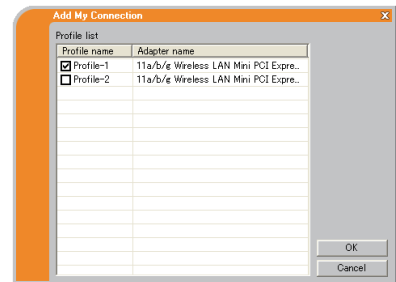 Add My Connection
Profile list
Profile name Adapter name
Profile-1 11a/b/g Wireless LAN Mini PCI Expre..
Profile-2 11a/b/g Wireless LAN Mini PCI Expre..
OK
Cancel